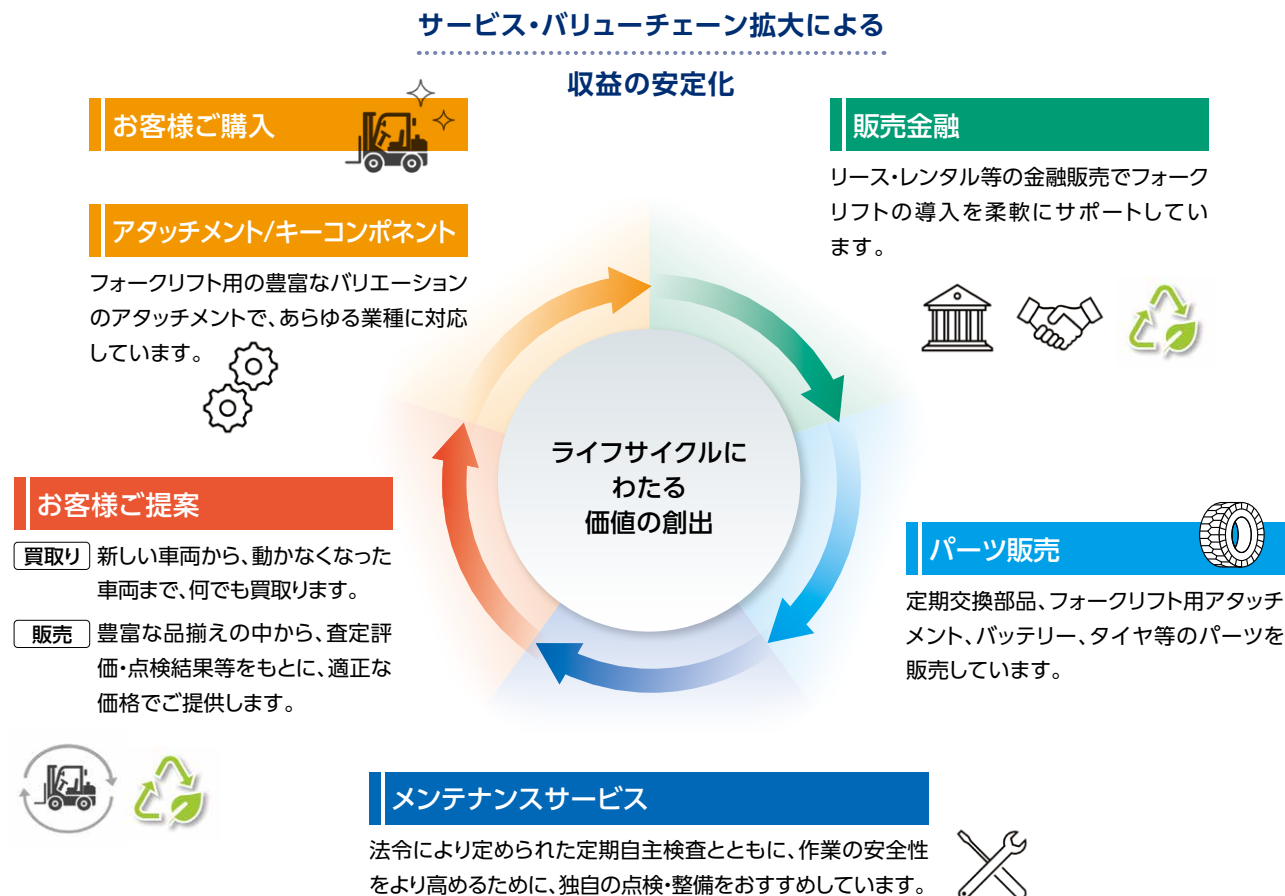 サービス・バリューチェーン拡大による
収益の安定化
お客様ご購入
アタッチメント/キーコンポネント
フォークリフト用の豊富なバリエーション
のアタッチメントで、あらゆる業種に対応
しています。
販売金融
リース・レンタル等の金融販売でフォーク
リフトの導入を柔軟にサポートしてい
ます。
ライフサイクルに
わたる
価値の創出
お客様ご提案
買取り 新しい車両から、動かなくなった
車両まで、何でも買取ります。
販売 豊富な品揃えの中から、査定評
価・点検結果等をもとに、適正な
価格でご提供します。
パーツ販売
定期交換部品、フォークリフト用アタッチ
メント、バッテリー、タイヤ等のパーツを
販売しています。
メンテナンスサービス
法令により定められた定期自主検査とともに、作業の安全性
をより高めるために、独自の点検・整備をおすすめしています。